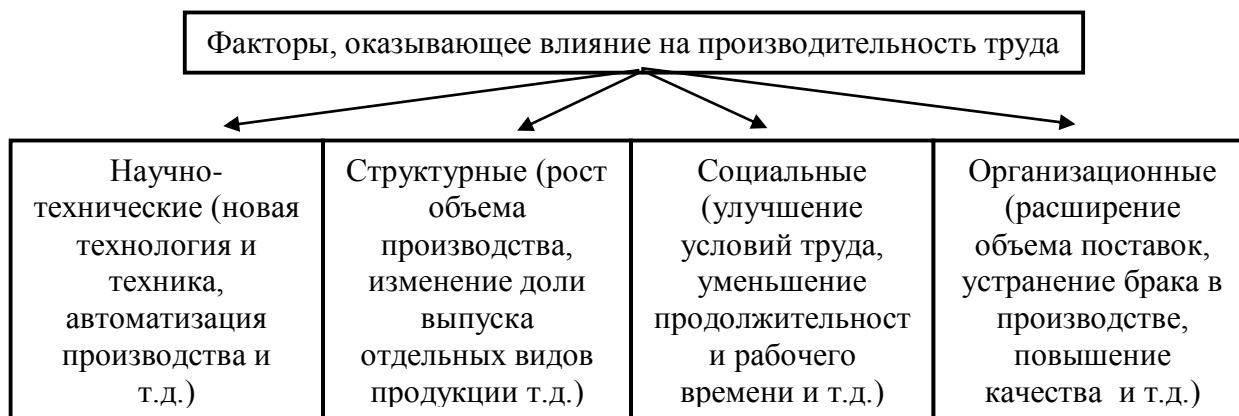 Факторы, оказывающее влияние на производительность труда
Научно-
технические (новая
технология и
техника,
автоматизация
производства и
т.д.)
Структурные (рост
объема
производства,
изменение доли
выпуска
отдельных видов
продукции т.д.)
Социальные
(улучшение
условий труда,
уменьшение
продолжительност
и рабочего
времени и т.д.)
Организационные
(расширение
объема поставок,
устранение брака в
производстве,
повышение
качества и т.д.)